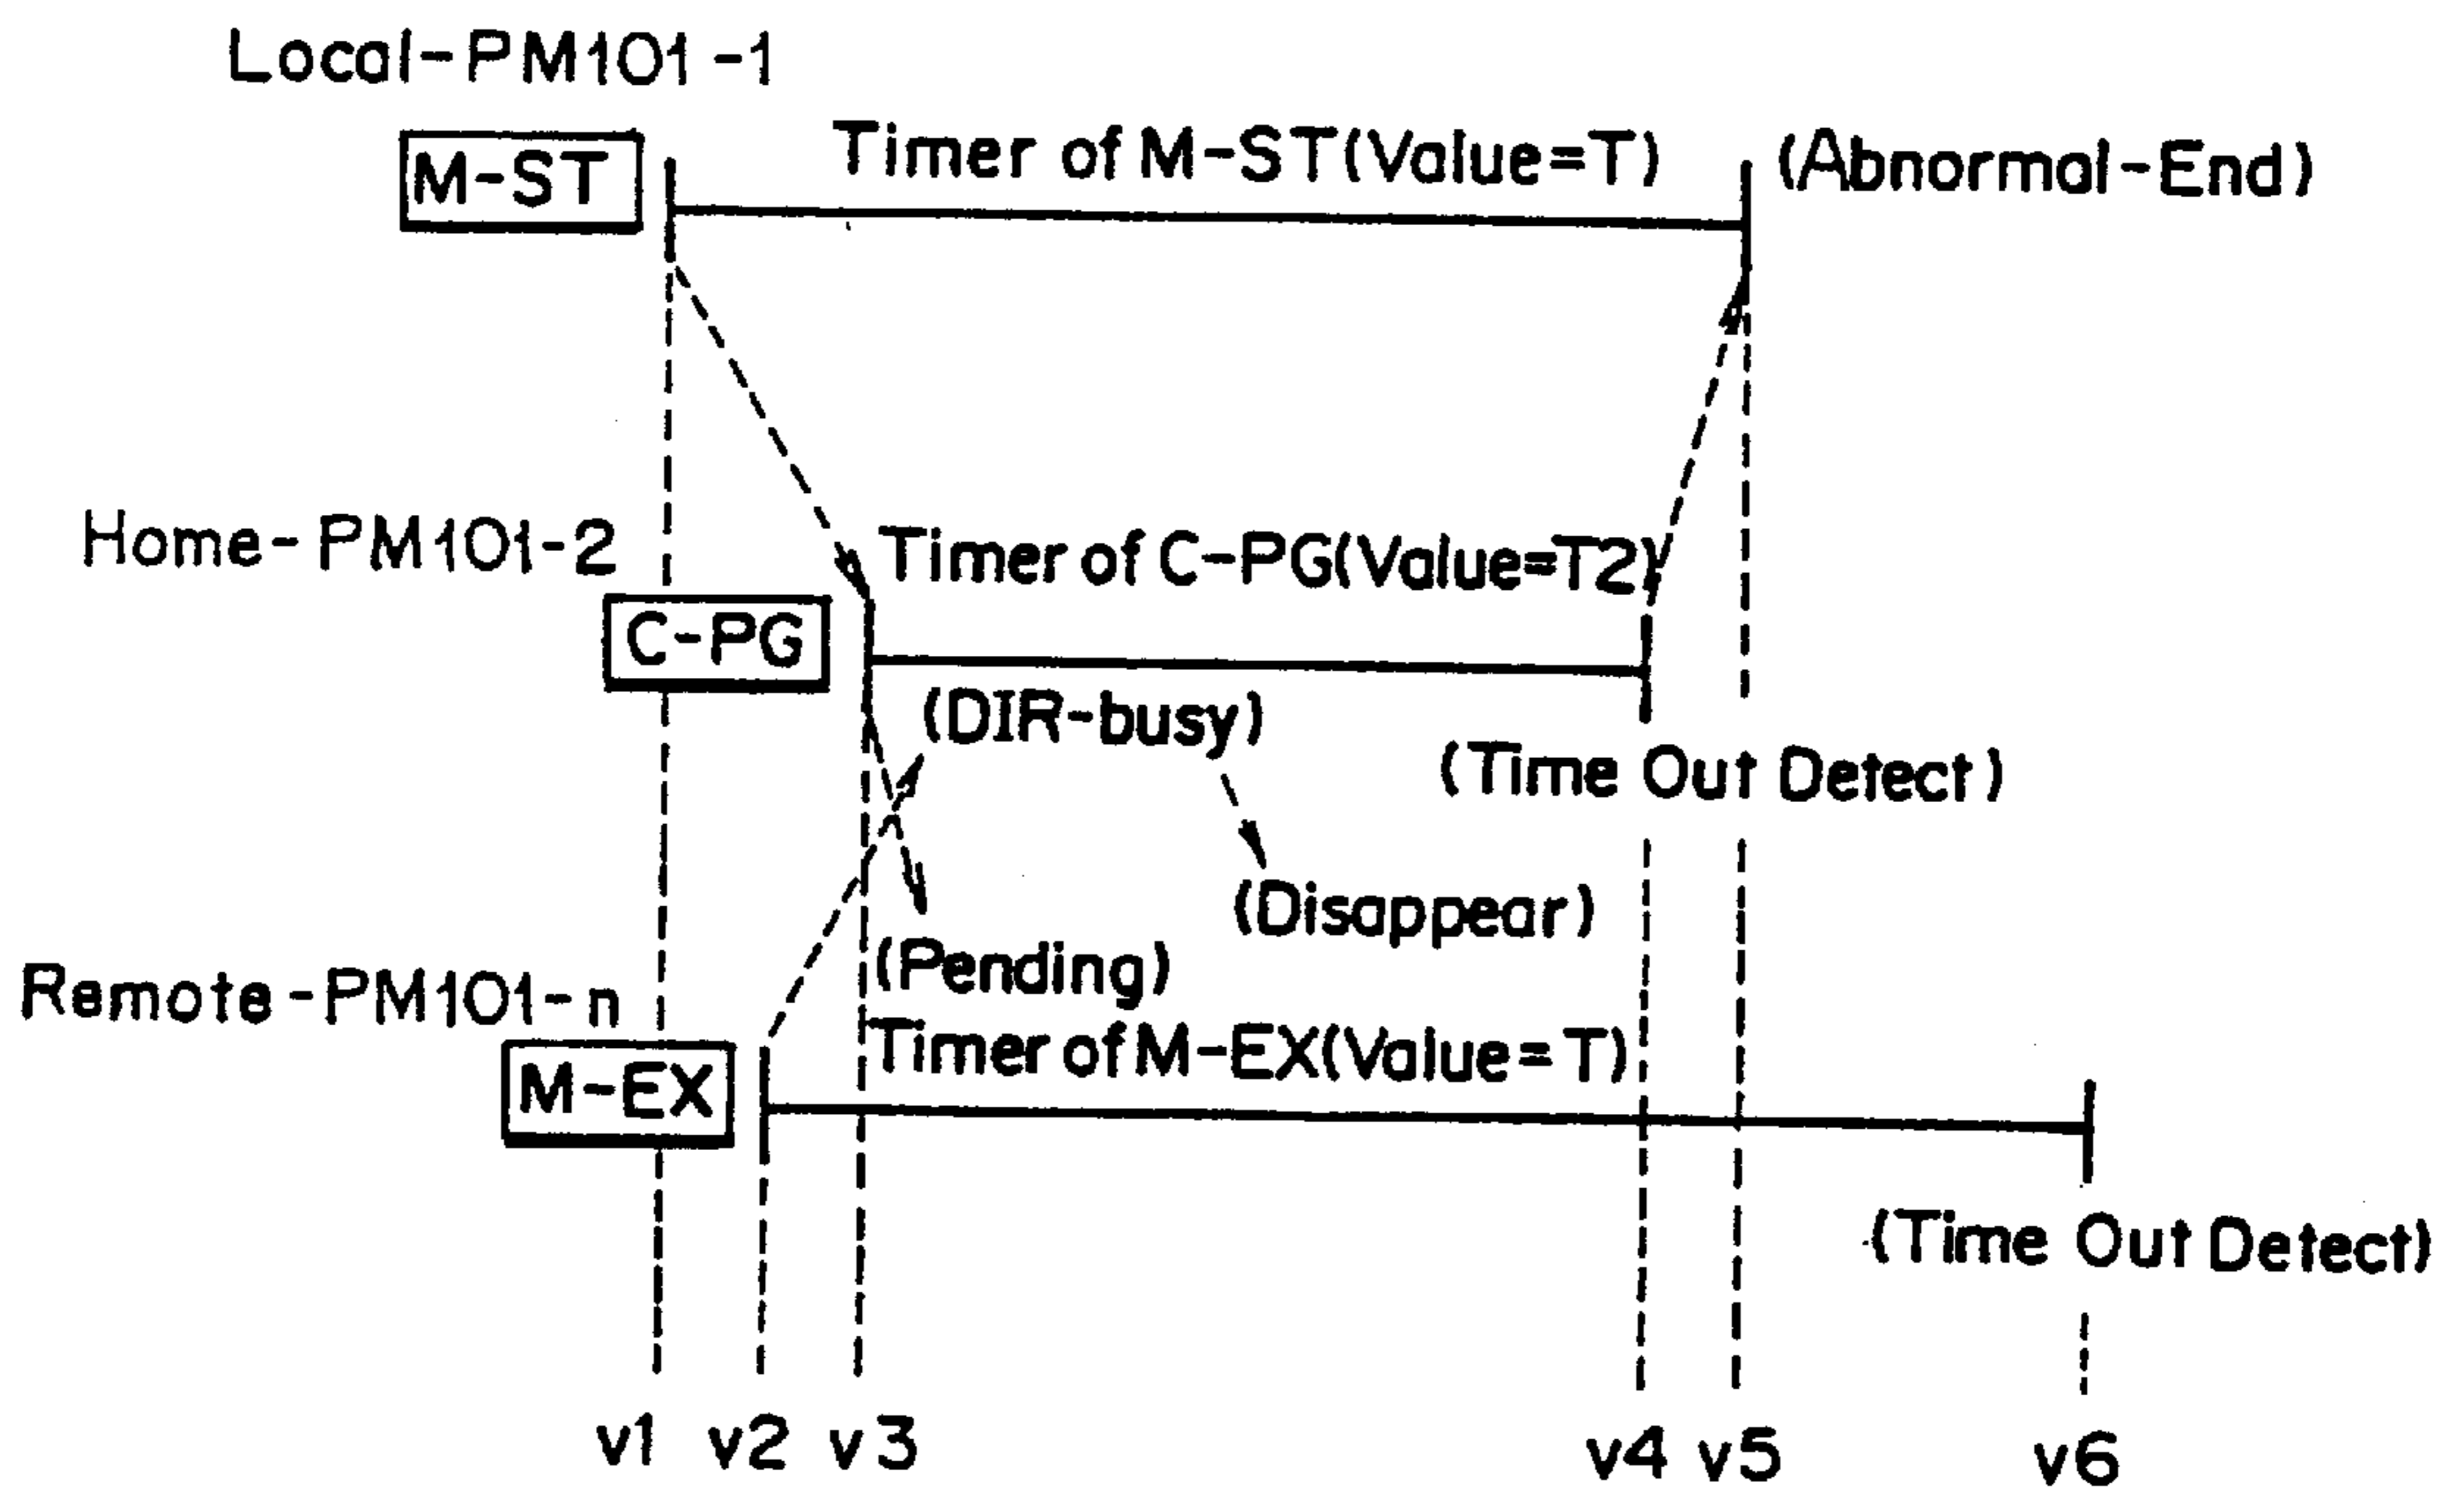 Local-PM101-1
M-ST
Timer of M-ST(Value=T)
(Abnormal-End)
Home-PM101-2
C-PG
Timer of C-PG(Value=T2)
(DIR-busy)
(Time Out Detect)
(Disappear)
(Pending)
Remote-PM101-n
M-EX
Timer of M-EX(Value=T)
(Time Out Detect)
v1 v2 v3 v4 v5 v6